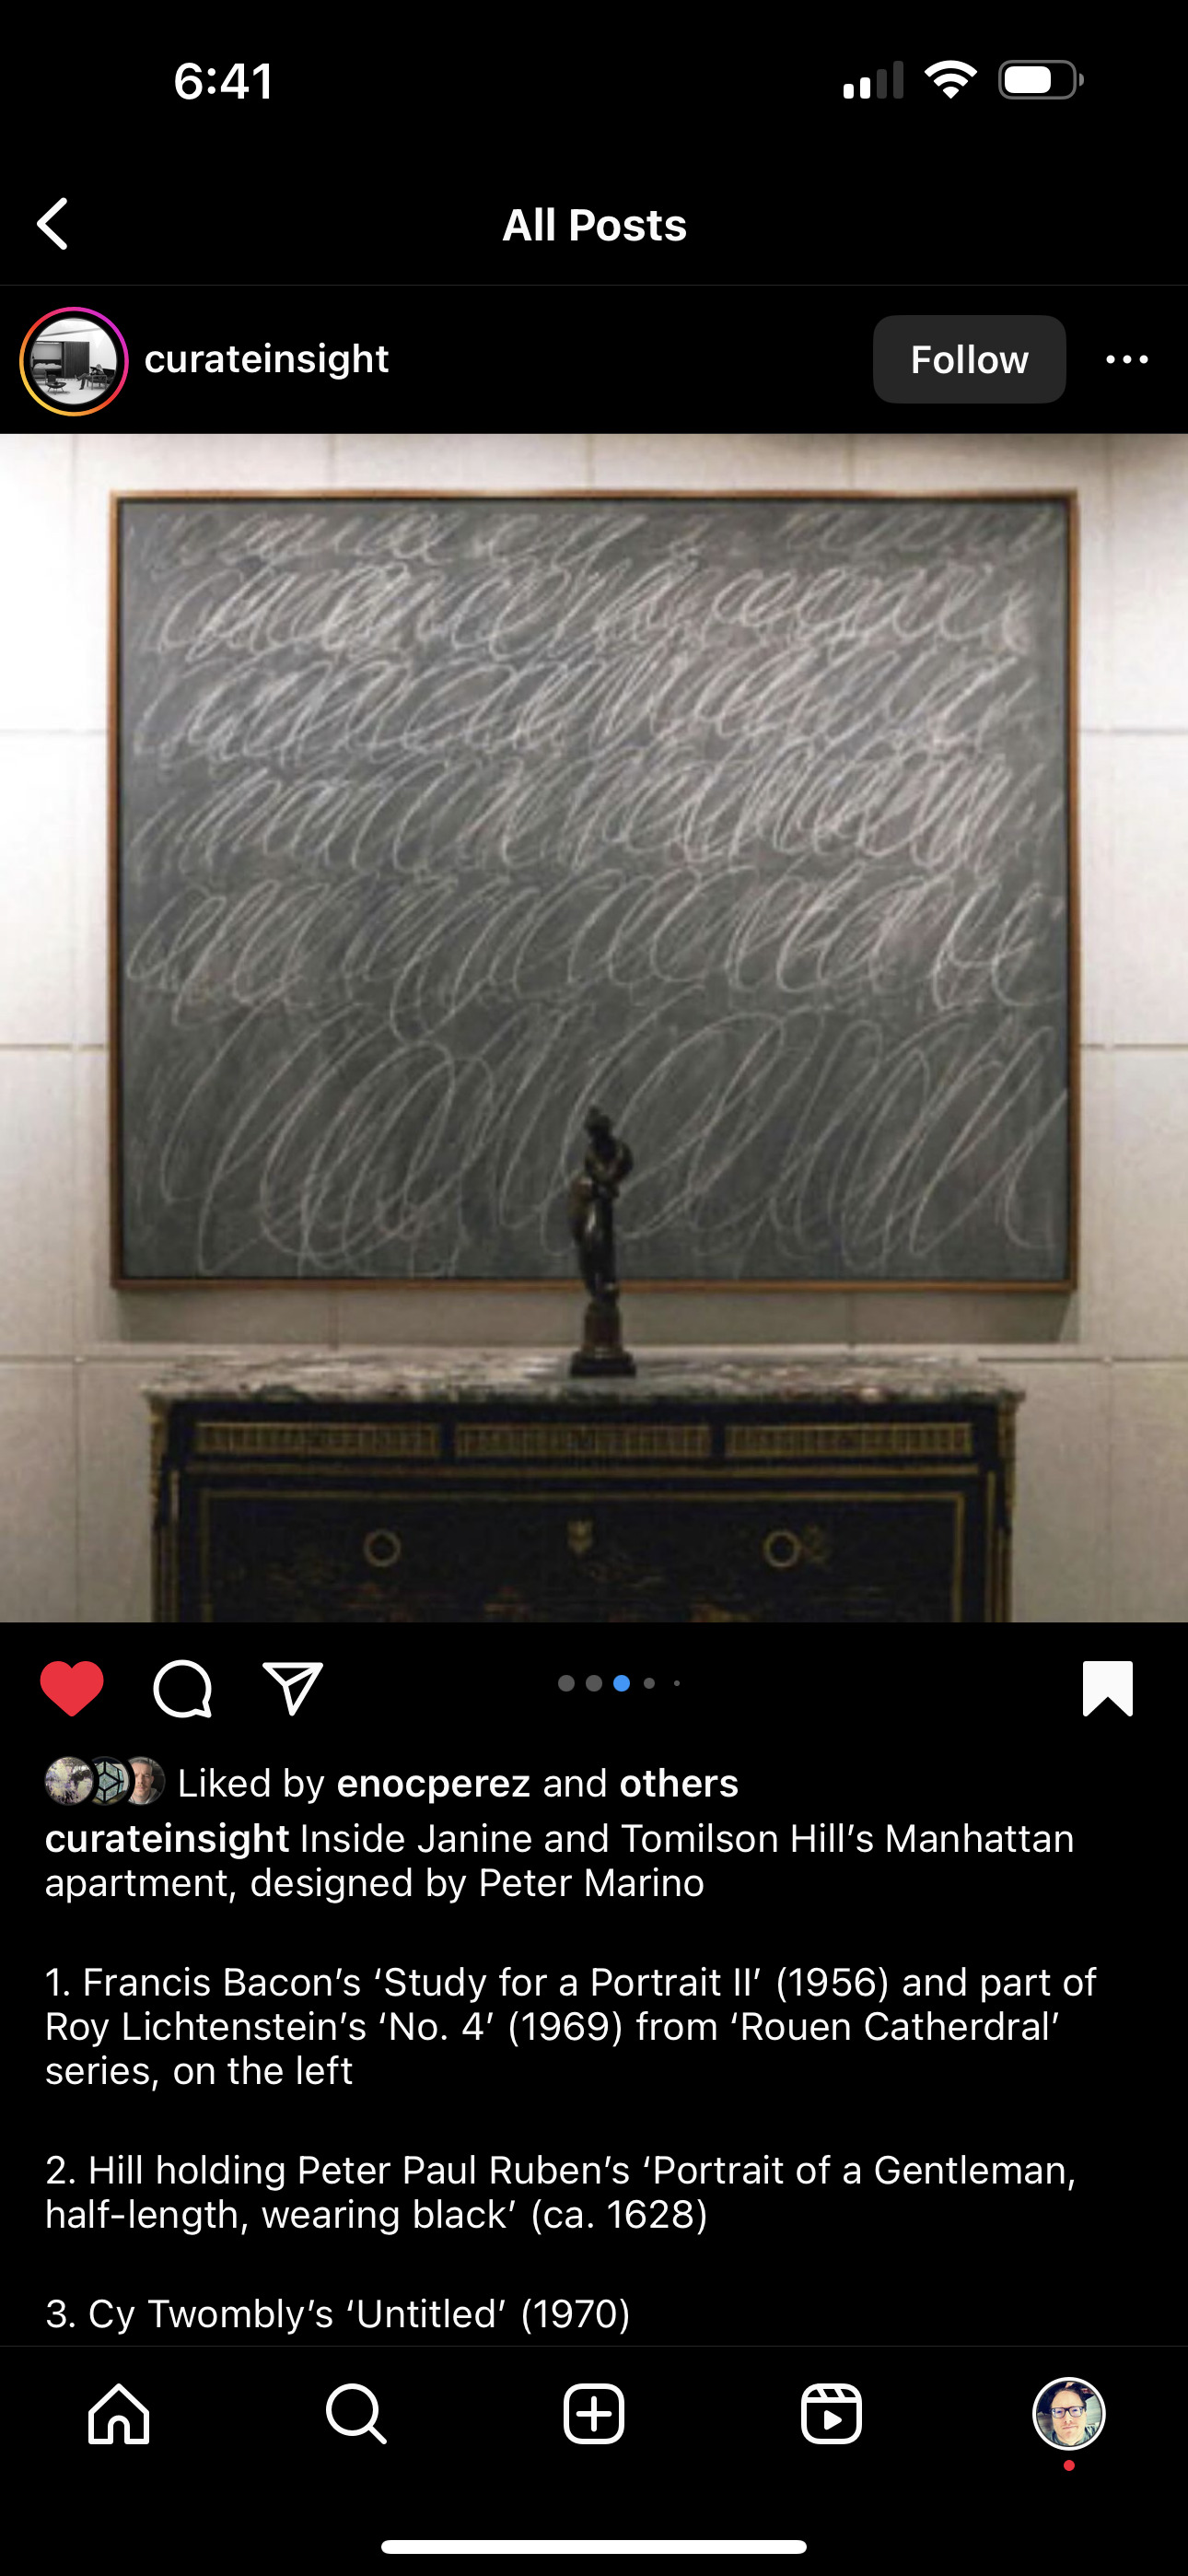 6:41
All Posts
curateinsight
Follow
Liked by enocperez and others
curateinsight Inside Janine and Tomilson Hill’s Manhattan
apartment, designed by Peter Marino
1. Francis Bacon’s ‘Study for a Portrait II’ (1956) and part of
Roy Lichtenstein’s ‘No. 4’ (1969) from ‘Rouen Catherdral’
series, on the left
2. Hill holding Peter Paul Ruben’s ‘Portrait of a Gentleman,
half-length, wearing black’ (ca. 1628)
3. Cy Twombly’s ‘Untitled’ (1970)